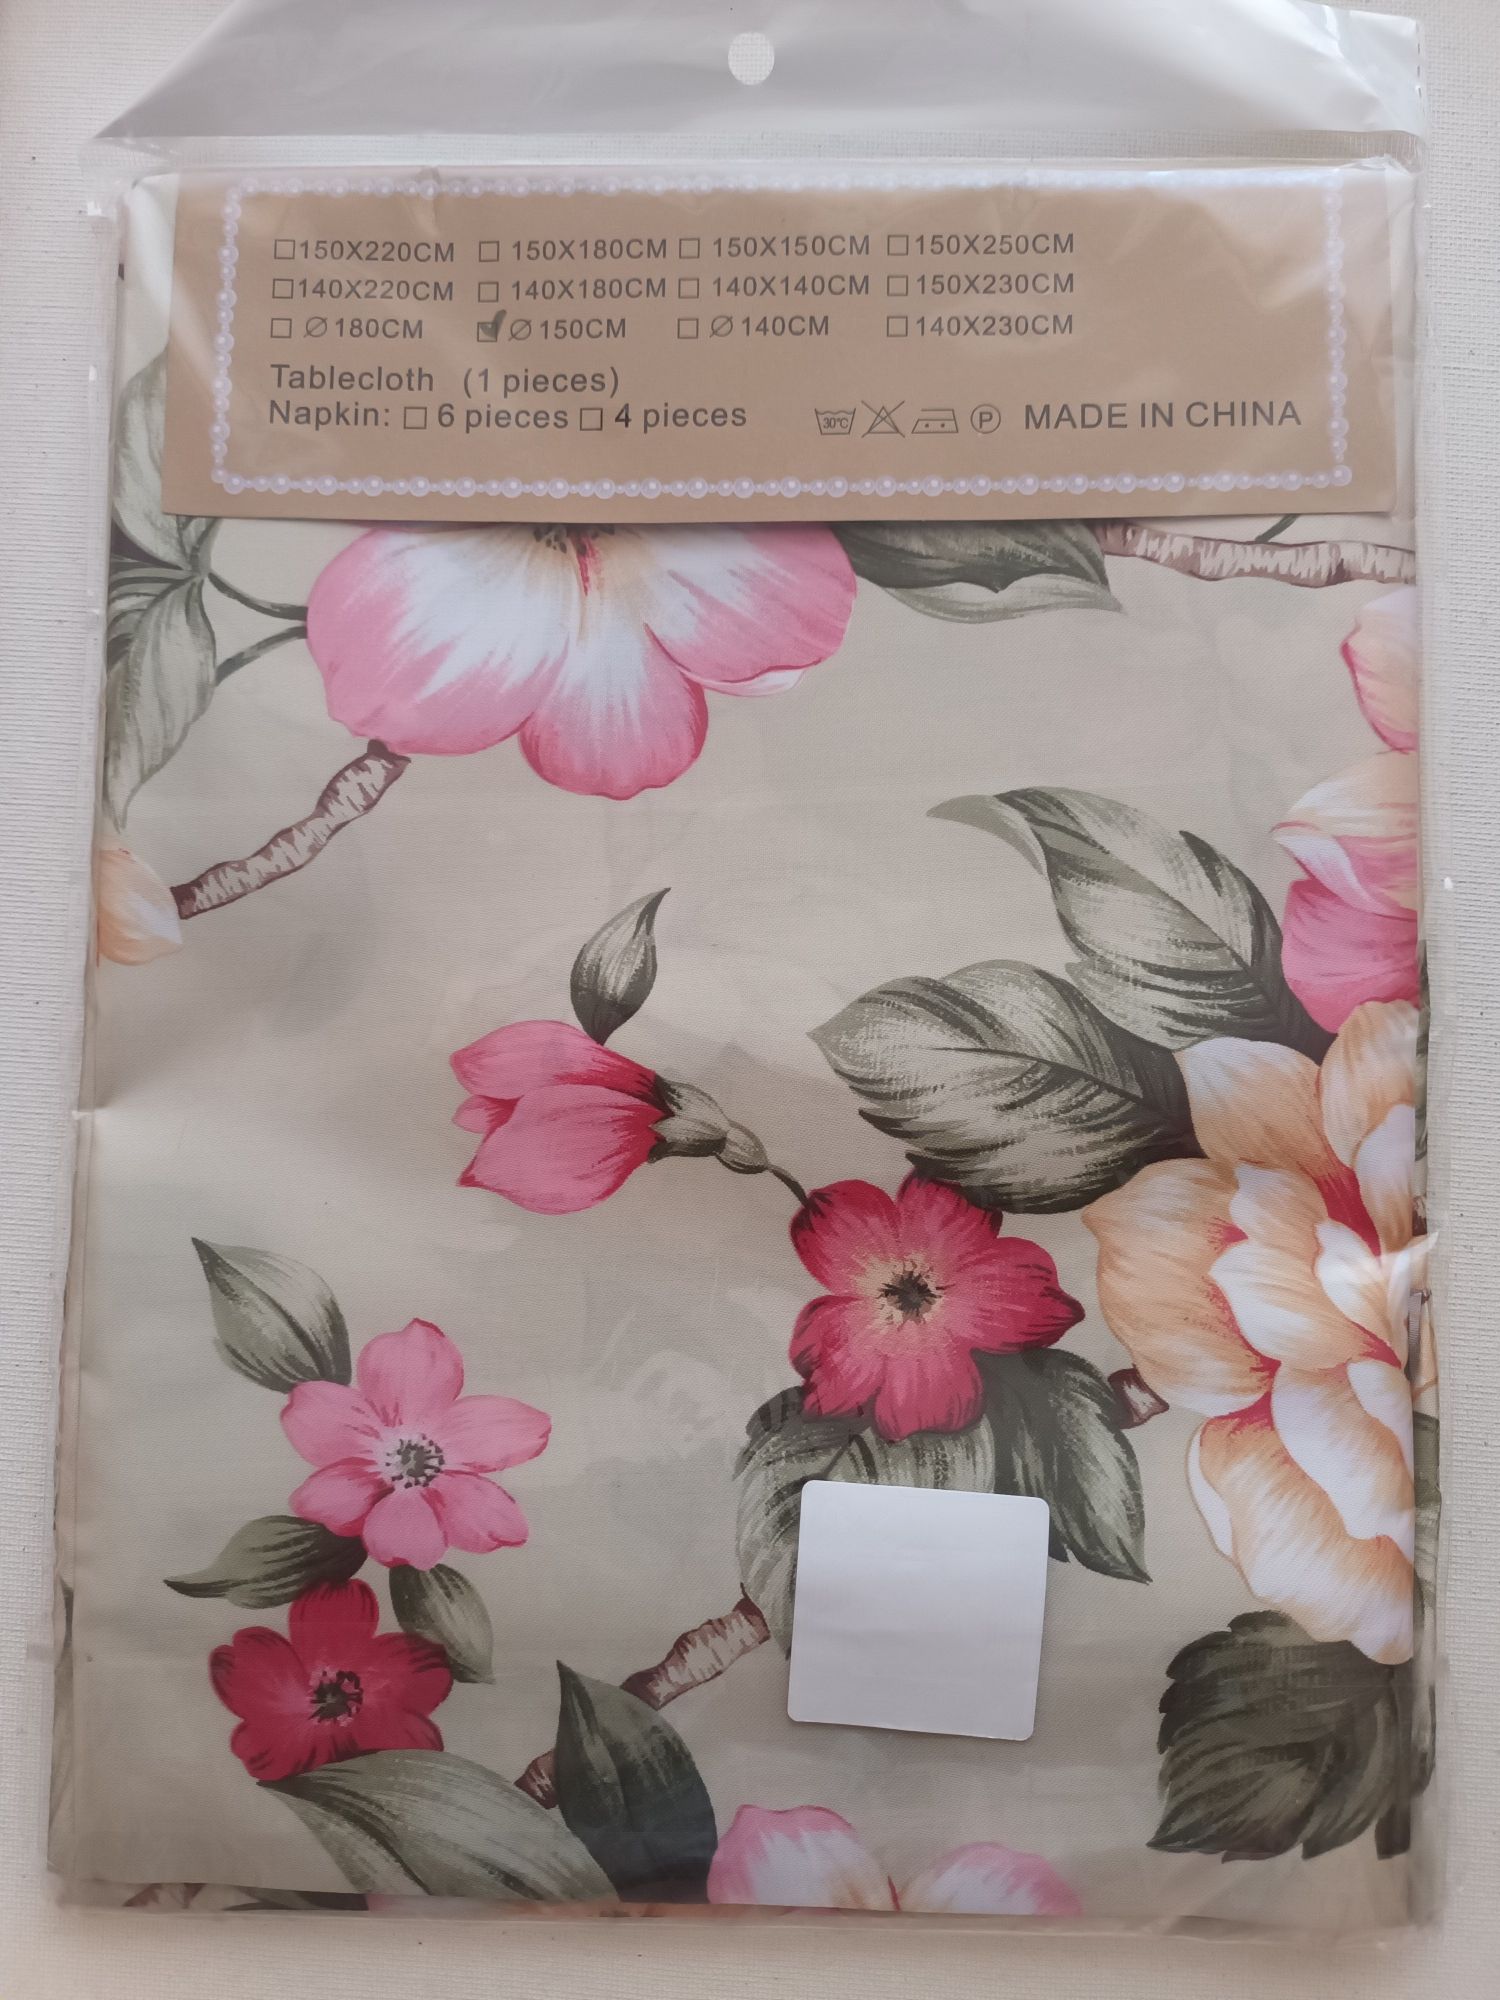 ☐150X220CM ☐ 150X180CM ☐ 150X150CM ☐150X250CM
☐140X220CM ☐ 140X180CM ☐ 140X140CM ☐150X230CM
☐ ∅180CM ☑∅150CM ☐ ∅140CM ☐140X230CM
Tablecloth (1 pieces)
Napkin: ☐ 6 pieces ☐ 4 pieces 30°C P MADE IN CHINA